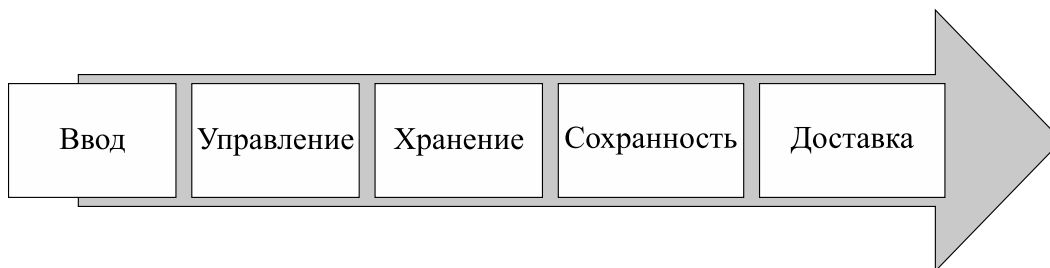 Ввод
Управление
Хранение
Сохранность
Доставка